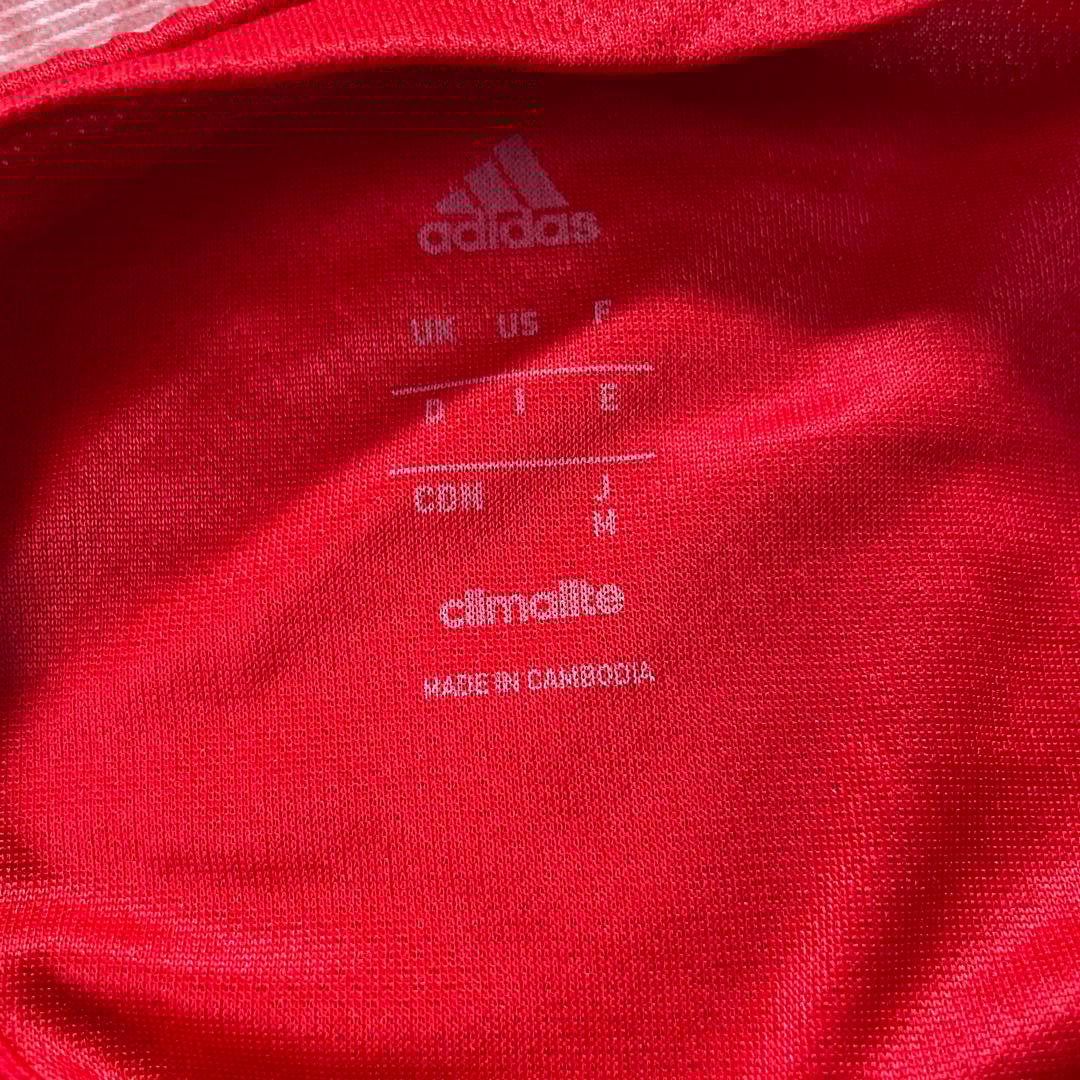 adidas
UK US F
D I E
CDN J
M
climalite
MADE IN CAMBODIA